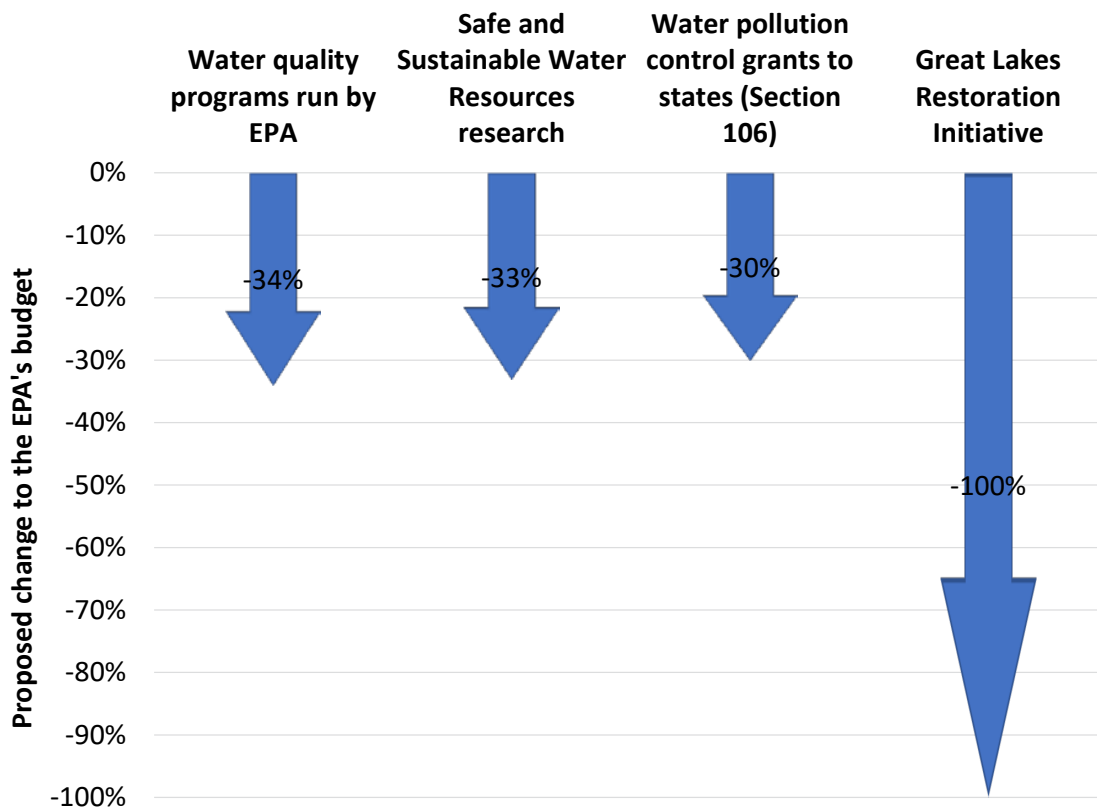 Water quality
programs run by
EPA
Safe and
Sustainable Water
Resources
research
Water pollution
control grants to
states (Section
106)
Great Lakes
Restoration
Initiative
Proposed change to the EPA's budget
0%
-10%
-20%
-30%
-40%
-50%
-60%
-70%
-80%
-90%
-100%
-34%
-33%
-30%
-100%